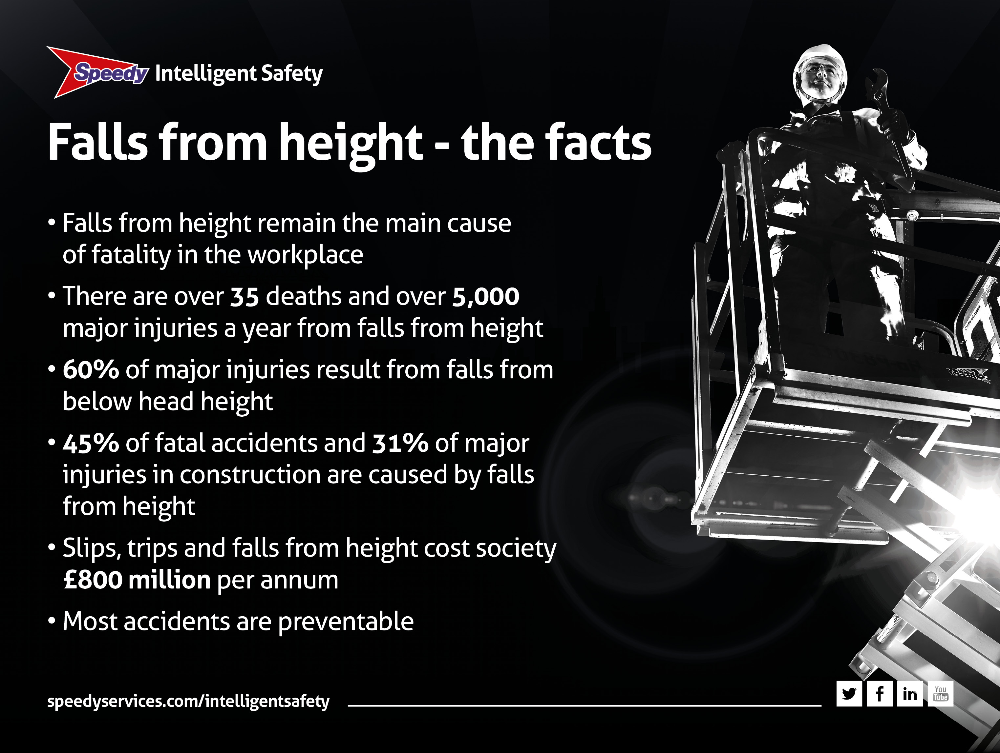 Speedy Intelligent Safety
Falls from height - the facts
• Falls from height remain the main cause
of fatality in the workplace
• There are over 35 deaths and over 5,000
major injuries a year from falls from height
• 60% of major injuries result from falls from
below head height
• 45% of fatal accidents and 31% of major
injuries in construction are caused by falls
from height
• Slips, trips and falls from height cost society
£800 million per annum
• Most accidents are preventable
WARNING
Speedy
speedyservices.com/intelligentsafety
f in You
Tube